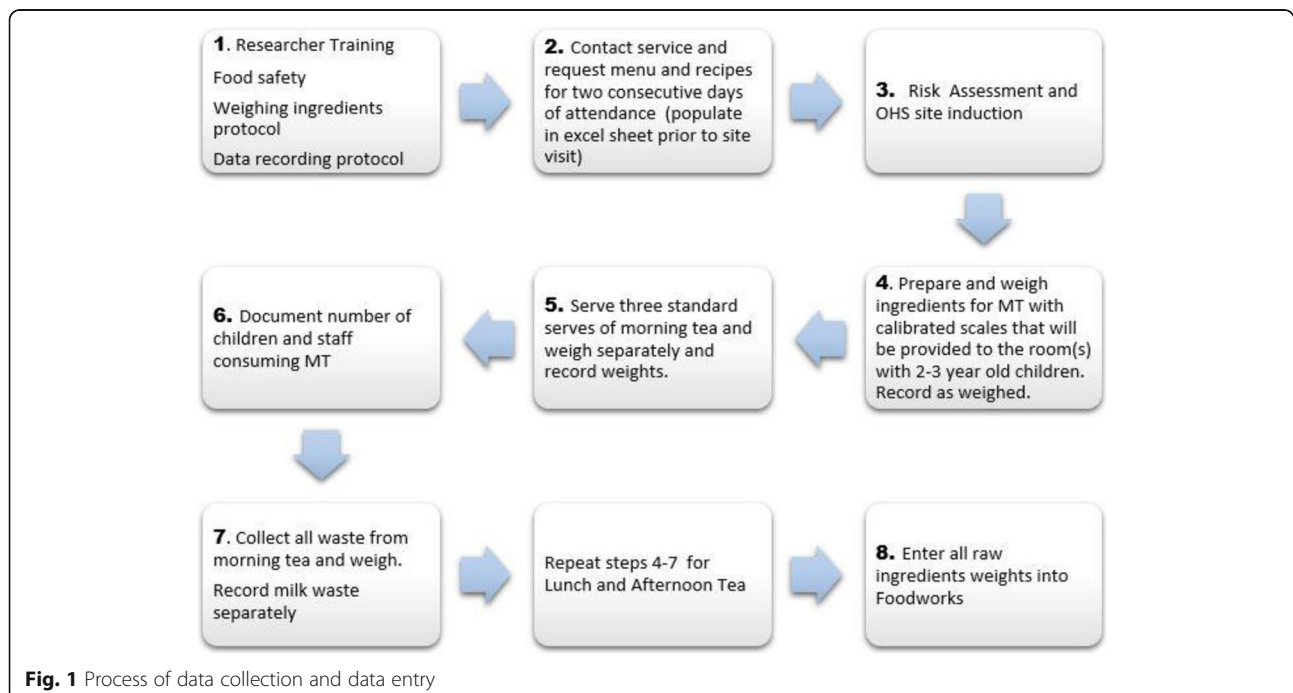 1. Researcher Training
Food safety
Weighing ingredients
protocol
Data recording protocol
2. Contact service and
request menu and recipes
for two consecutive days
of attendance (populate
in excel sheet prior to site
visit)
3. Risk Assessment and
OHS site induction
4. Prepare and weigh
ingredients for MT with
calibrated scales that will
be provided to the room(s)
with 2-3 year old children.
Record as weighed.
5. Serve three standard
serves of morning tea and
weigh separately and
record weights.
6. Document number of
children and staff
consuming MT
7. Collect all waste from
morning tea and weigh.
Record milk waste
separately
Repeat steps 4-7 for
Lunch and Afternoon Tea
8. Enter all raw
ingredients weights into
Foodworks
Fig. 1 Process of data collection and data entry